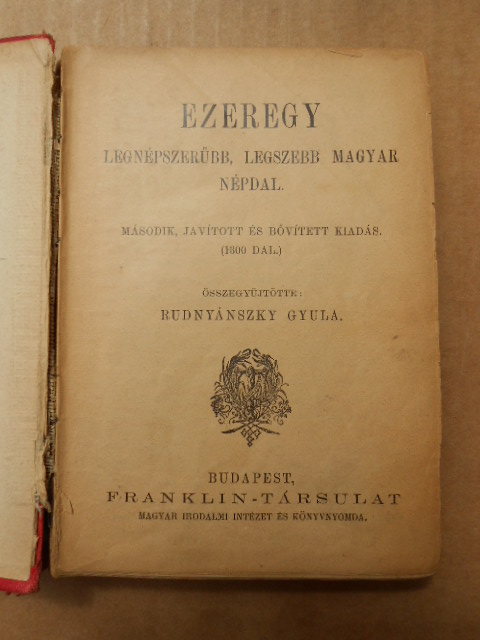 EZEREGY
LEGNÉPSZERŰBB, LEGSZEBB MAGYAR
NÉPDAL.
MÁSODIK, JAVÍTOTT ÉS BŐVÍTETT KIADÁS.
(1300 DAL.)
ÖSSZEGYŰJTÖTTE:
RUDNYÁNSZKY GYULA.
BUDAPEST,
FRANKLIN-TÁRSULAT
MAGYAR IRODALMI INTÉZET ÉS KÖNYVNYOMDA.